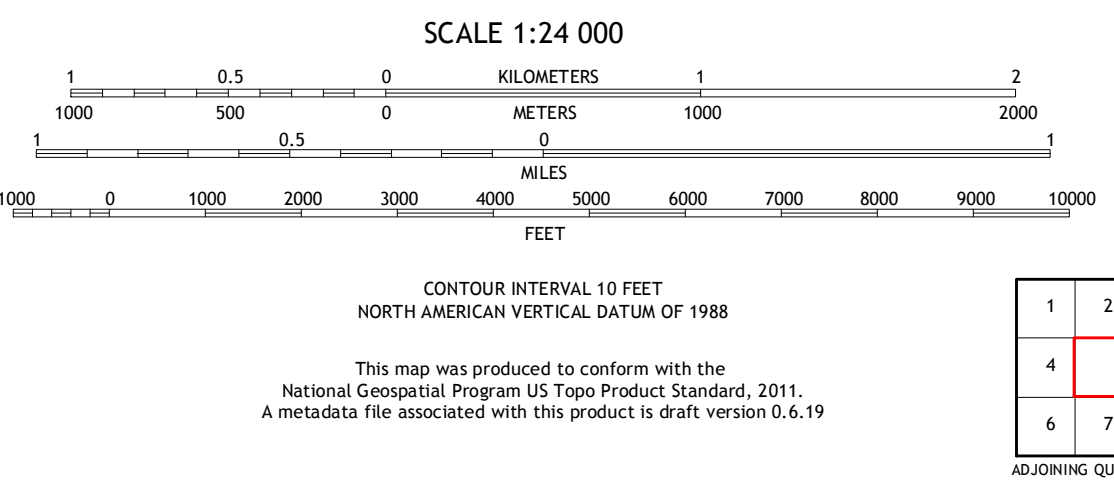 SCALE 1:24 000
1 0.5 0 KILOMETERS 1 2
1000 500 0 METERS 1000 2000
1 0.5 0 1
MILES
1000 0 1000 2000 3000 4000 5000 6000 7000 8000 9000 10000
FEET
CONTOUR INTERVAL 10 FEET
NORTH AMERICAN VERTICAL DATUM OF 1988
This map was produced to conform with the
National Geospatial Program US Topo Product Standard, 2011.
A metadata file associated with this product is draft version 0.6.19
1 2
4
6 7
ADJOINING QU